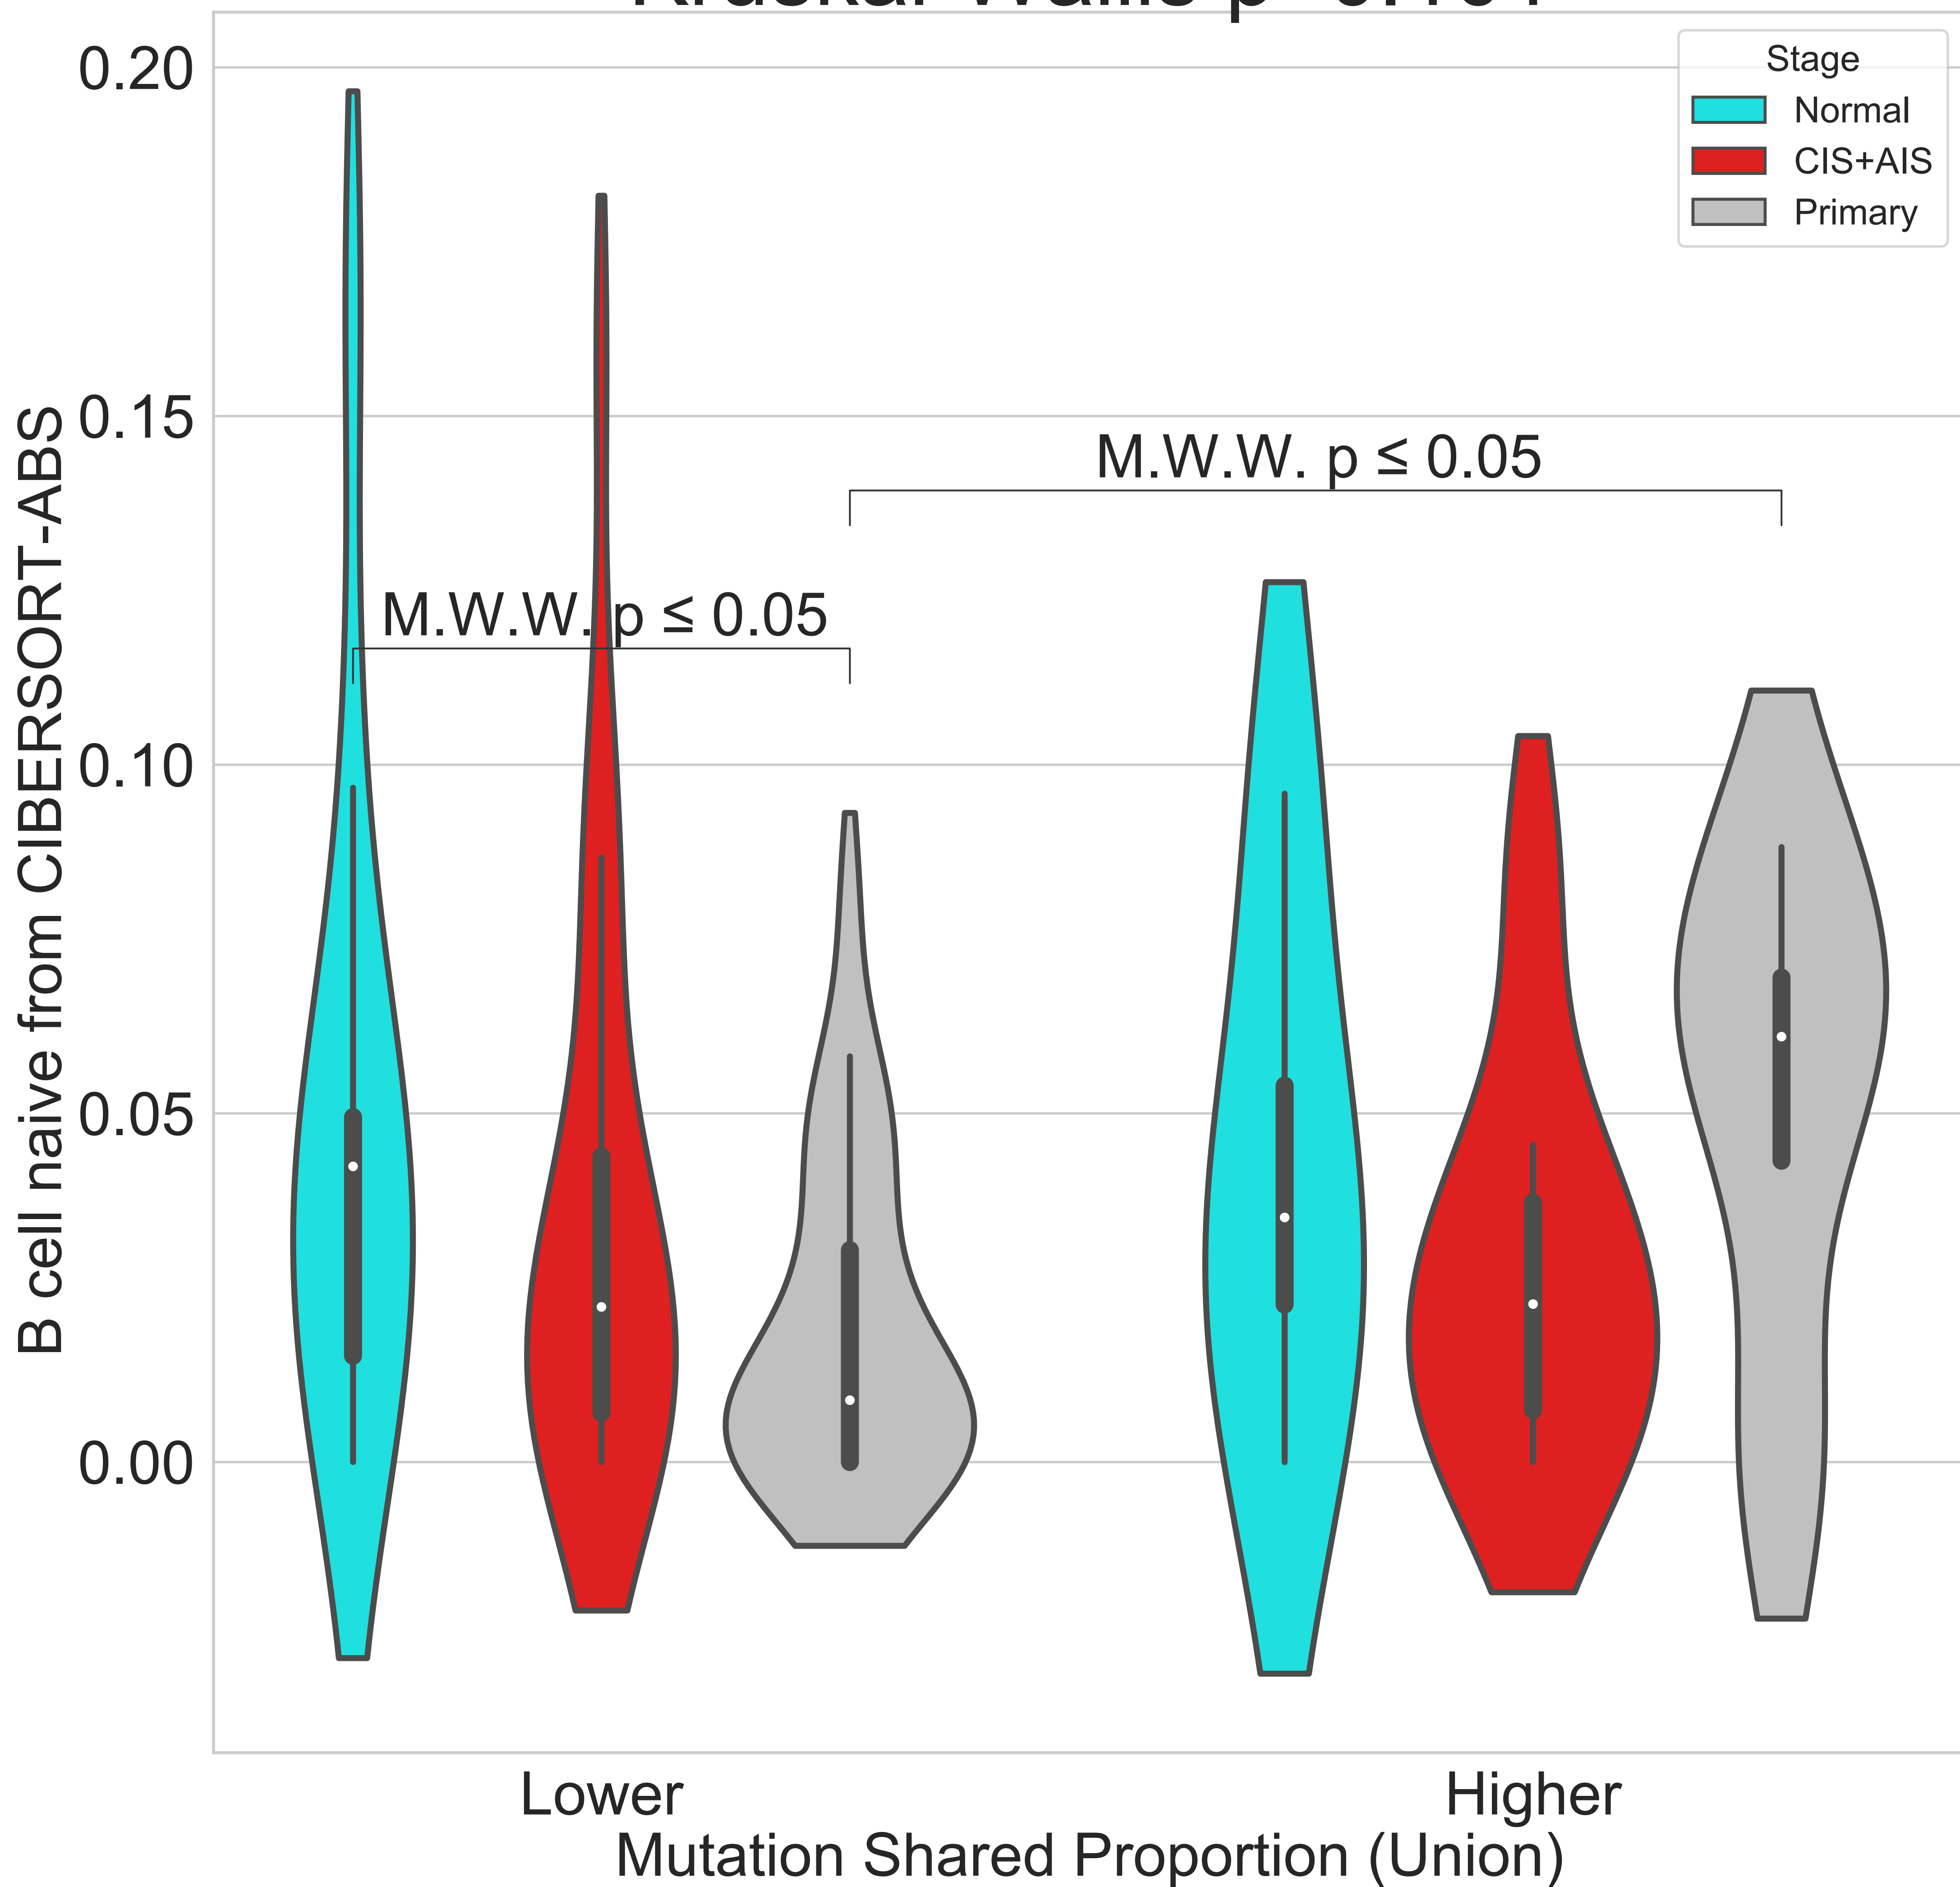 0.20
0.15
0.10
0.05
0.00
B cell naive from CIBERSORT-ABS
Stage
Normal
CIS+AIS
Primary
M.W.W. p ≤ 0.05
M.W.W. p ≤ 0.05
Lower
Higher
Mutation Shared Proportion (Union)